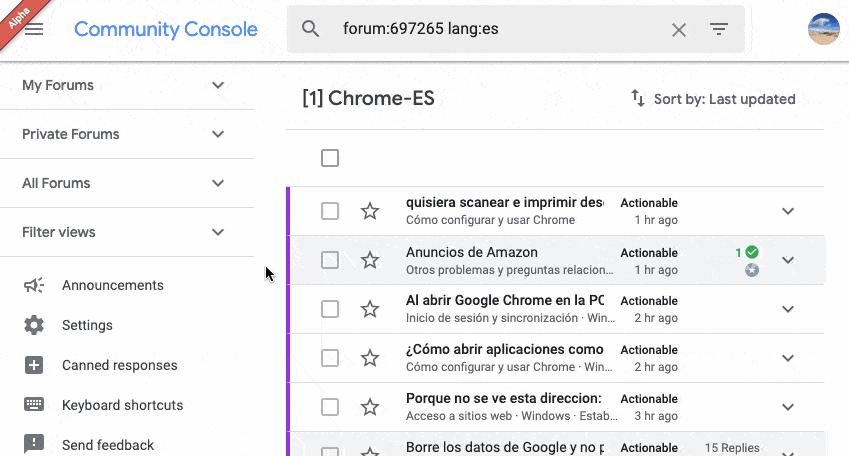 Alpha
Community Console
forum:697265 lang:es
My Forums
Private Forums
All Forums
Filter views
Announcements
Settings
Canned responses
Keyboard shortcuts
Send feedback
[1] Chrome-ES
Sort by: Last updated
quisiera scanear e imprimir des
Actionable
Cómo configurar y usar Chrome
1 hr ago
Anuncios de Amazon
Actionable
1
Otros problemas y preguntas relacion...
1 hr ago
Al abrir Google Chrome en la PC
Actionable
Inicio de sesión y sincronización · Win...
2 hr ago
¿Cómo abrir aplicaciones como
Actionable
Cómo configurar y usar Chrome · Win...
2 hr ago
Porque no se ve esta direccion:
Actionable
Acceso a sitios web · Windows · Estab...
3 hr ago
Borre los datos de Google y no p
Actionable
15 Replies